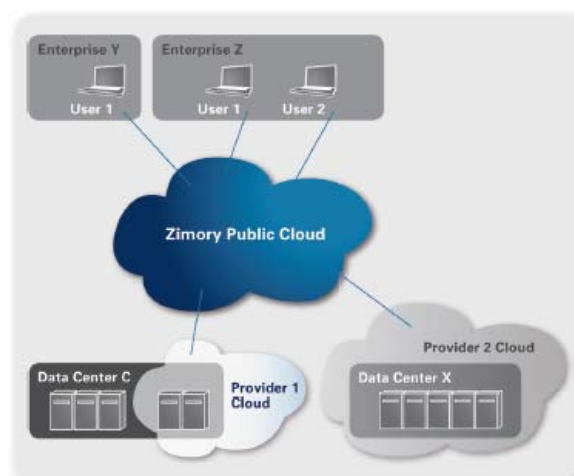 Enterprise Y
Enterprise Z
User 1
User 1
User 2
Zimory Public Cloud
Provider 2 Cloud
Data Center C
Provider 1
Cloud
Data Center X